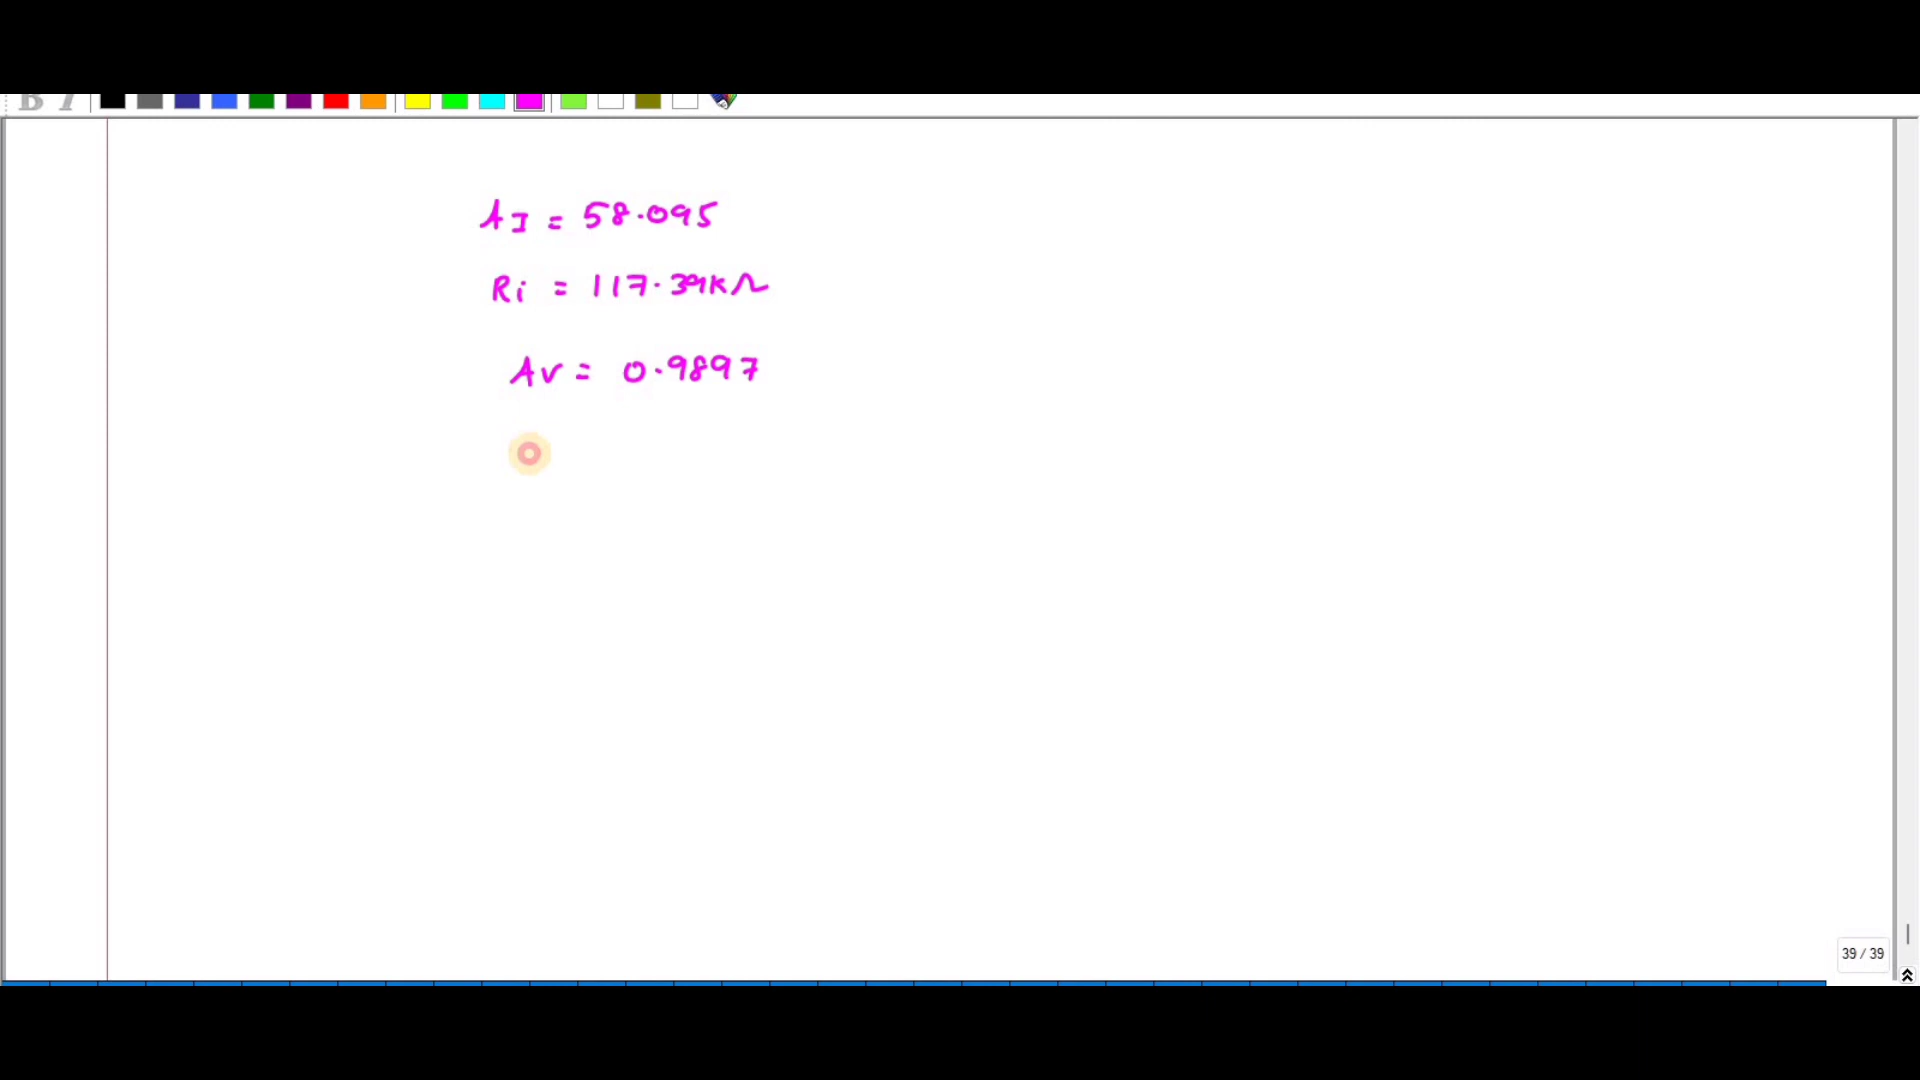 B I
AI = 58.095
Ri = 117.39kΩ
Av = 0.9897
39 / 39